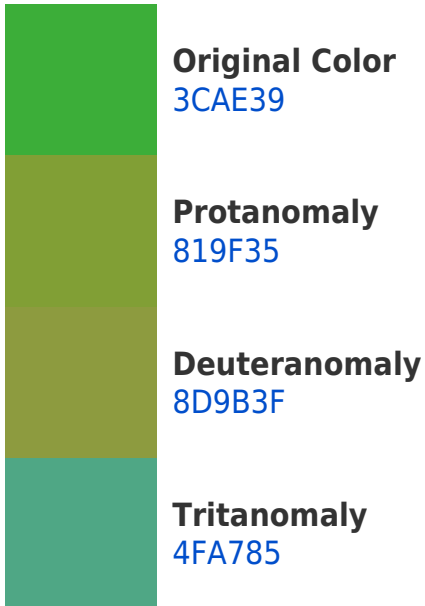 Original Color
3CAE39
Protanomaly
819F35
Deuteranomaly
8D9B3F
Tritanomaly
4FA785